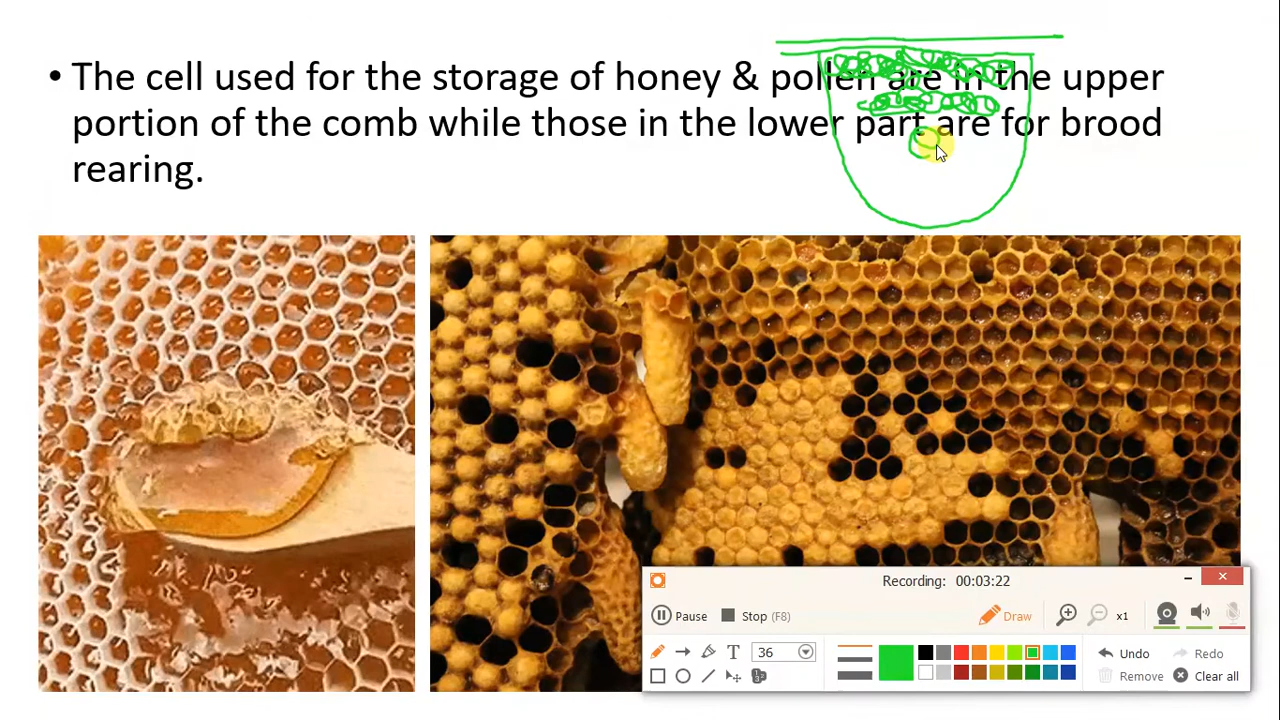 • The cell used for the storage of honey & pollen are in the upper
portion of the comb while those in the lower part are for brood
rearing.
Recording: 00:03:22
Pause Stop (F8) Draw x1
T 36 Undo Redo
Remove Clear all